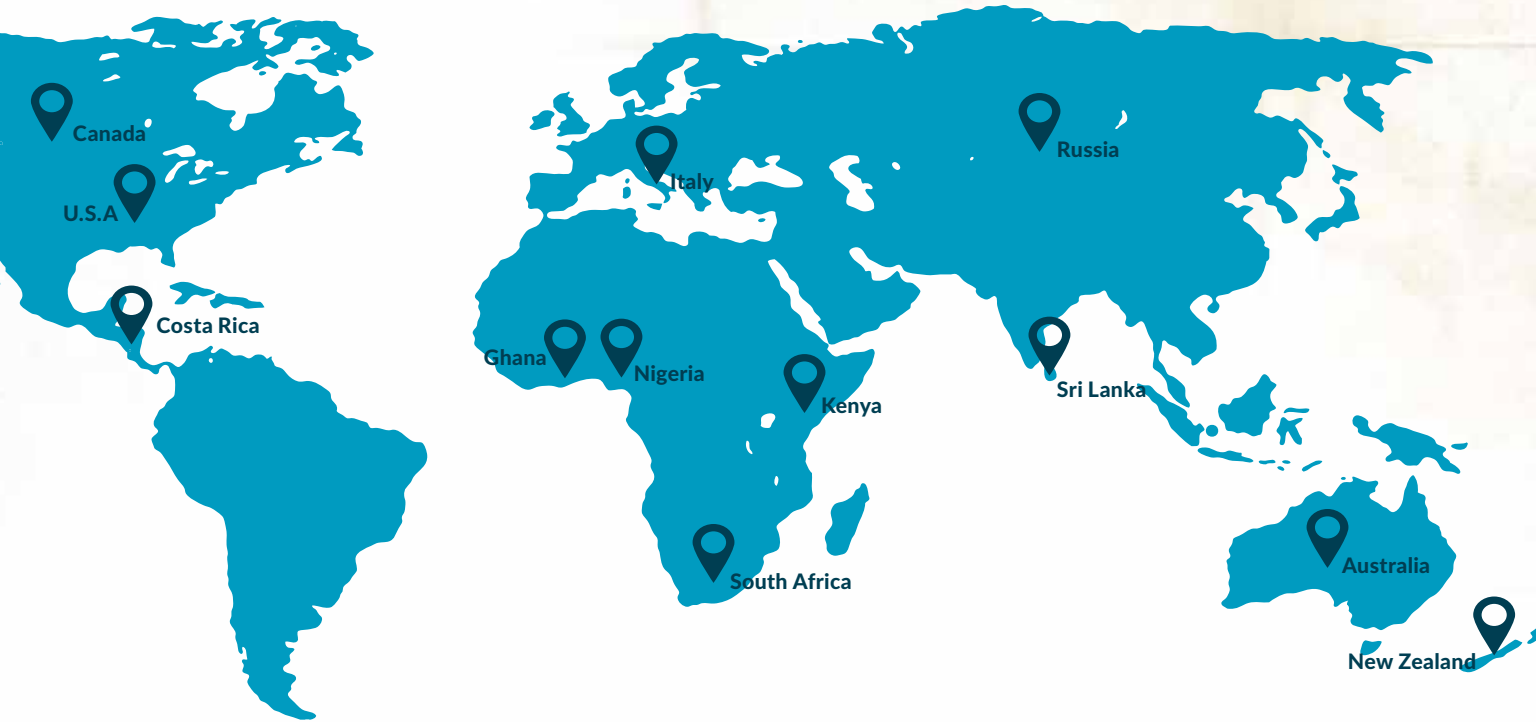 Canada
Russia
Italy
U.S.A
Costa Rica
Ghana
Nigeria
Sri Lanka
Kenya
Australia
South Africa
New Zealand